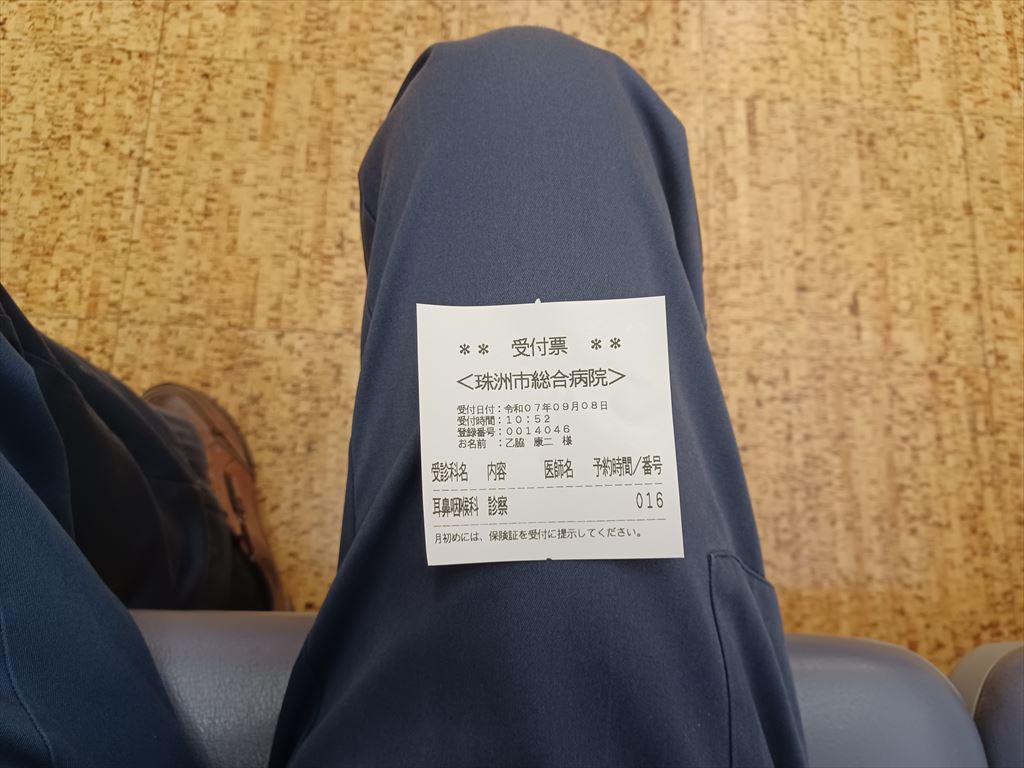 ** 受付票 **
<珠洲市総合病院>
受付日付：令和07年09月08日
受付時間：10：52
登録番号：0014046
お名前 ：乙脇 康二 様
受診科名 内容 医師名 予約時間/番号
耳鼻咽喉科 診察 016
月初めには、保険証を受付に提示してください。